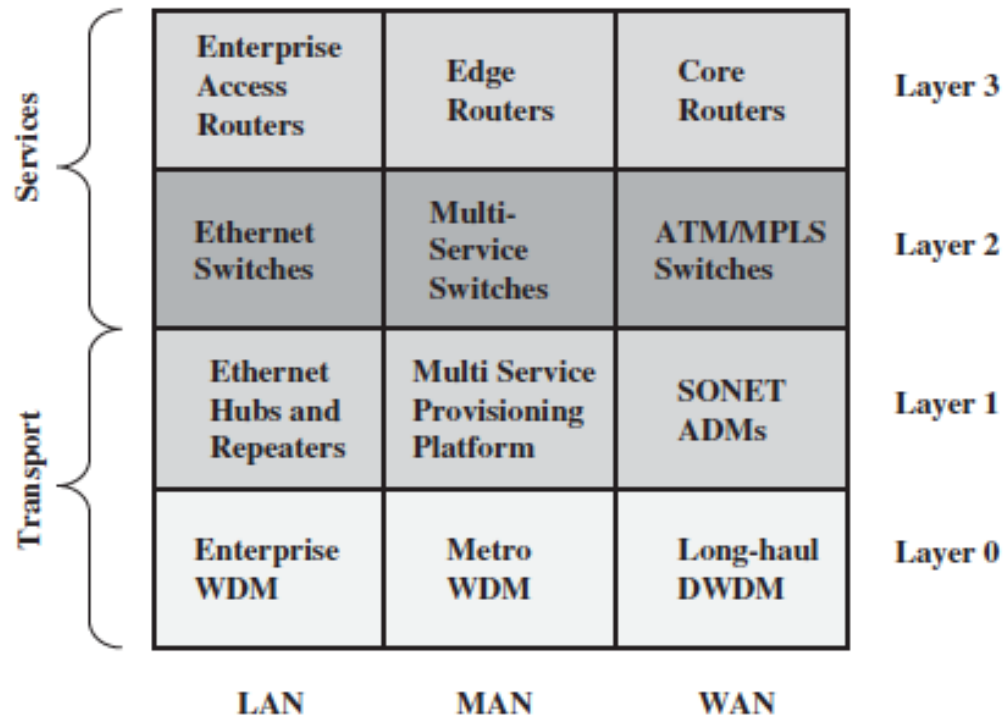 Services
Transport
Enterprise
Access
Routers
Edge
Routers
Core
Routers
Layer 3
Ethernet
Switches
Multi-
Service
Switches
ATM/MPLS
Switches
Layer 2
Ethernet
Hubs and
Repeaters
Multi Service
Provisioning
Platform
SONET
ADMs
Layer 1
Enterprise
WDM
Metro
WDM
Long-haul
DWDM
Layer 0
LAN
MAN
WAN